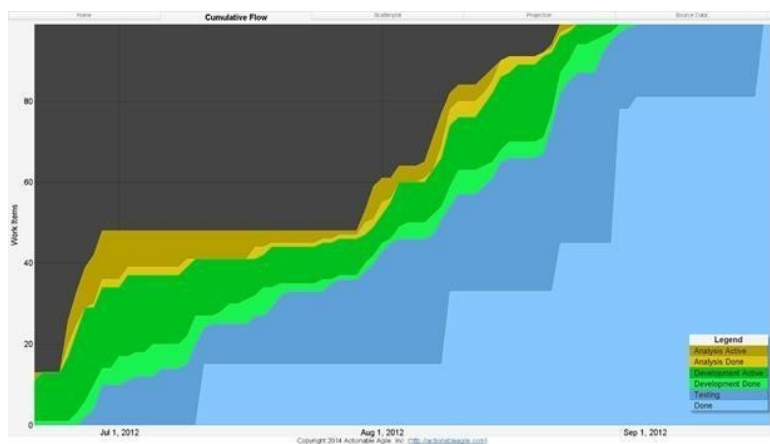 Home Cumulative Flow Scatterplot Projection Source Data
80
60
Work Items
40
20
0
Legend
Analysis Active
Analysis Done
Development Active
Development Done
Testing
Done
Jul 1, 2012 Aug 1, 2012 Sep 1, 2012
Copyright 2014 Actionable Agile, Inc. (http://actionableagile.com)